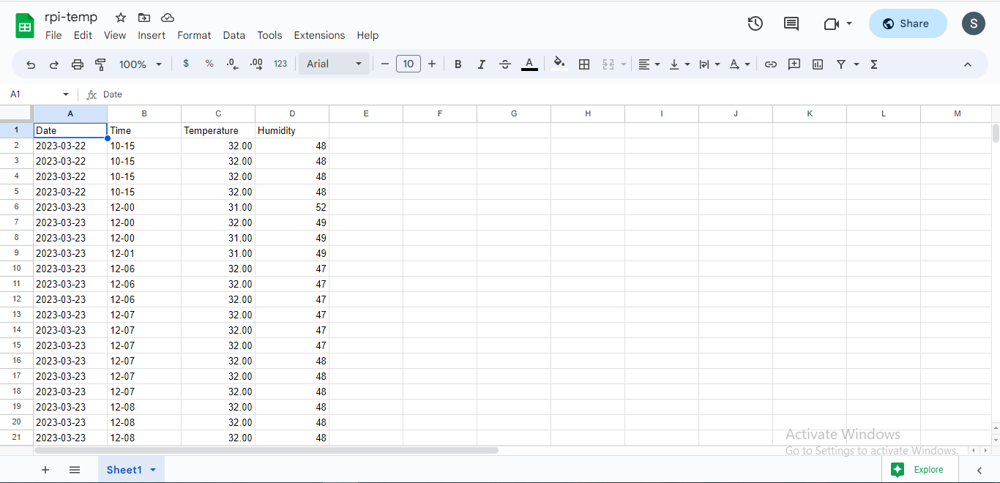 rpi-temp
File Edit View Insert Format Data Tools Extensions Help
Share
S
100% $ % .0 .00 123 Arial 10 B I A A Σ
A1 fx Date
A B C D E F G H I J K L M
1 Date Time Temperature Humidity
2 2023-03-22 10-15 32.00 48
3 2023-03-22 10-15 32.00 48
4 2023-03-22 10-15 32.00 48
5 2023-03-22 10-15 32.00 48
6 2023-03-23 12-00 31.00 52
7 2023-03-23 12-00 32.00 49
8 2023-03-23 12-00 31.00 49
9 2023-03-23 12-01 31.00 49
10 2023-03-23 12-06 32.00 47
11 2023-03-23 12-06 32.00 47
12 2023-03-23 12-06 32.00 47
13 2023-03-23 12-07 32.00 47
14 2023-03-23 12-07 32.00 47
15 2023-03-23 12-07 32.00 47
16 2023-03-23 12-07 32.00 48
17 2023-03-23 12-07 32.00 48
18 2023-03-23 12-07 32.00 48
19 2023-03-23 12-08 32.00 48
20 2023-03-23 12-08 32.00 48
21 2023-03-23 12-08 32.00 48
Activate Windows
Go to Settings to activate Windows.
Sheet1
Explore